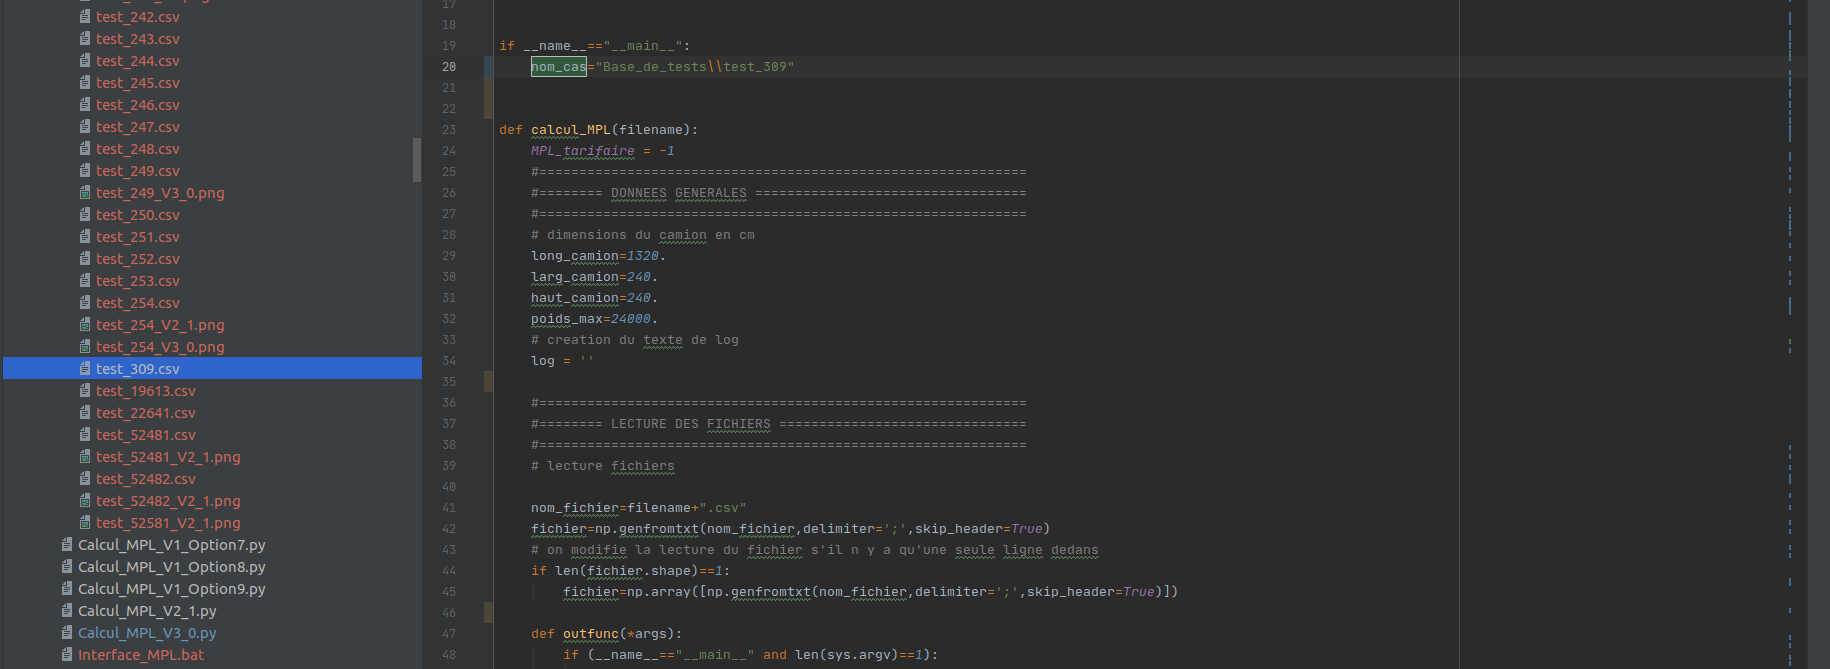 test_242.csv
test_243.csv
test_244.csv
test_245.csv
test_246.csv
test_247.csv
test_248.csv
test_249.csv
test_249_V3_0.png
test_250.csv
test_251.csv
test_252.csv
test_253.csv
test_254.csv
test_254_V2_1.png
test_254_V3_0.png
test_309.csv
test_19613.csv
test_22641.csv
test_52481.csv
test_52481_V2_1.png
test_52482.csv
test_52482_V2_1.png
test_52581_V2_1.png
Calcul_MPL_V1_Option7.py
Calcul_MPL_V1_Option8.py
Calcul_MPL_V1_Option9.py
Calcul_MPL_V2_1.py
Calcul_MPL_V3_0.py
Interface_MPL.bat
17
18
19 if __name__=="__main__":
20     nom_cas="Base_de_tests\\test_309"
21
22
23 def calcul_MPL(filename):
24     MPL_tarifaire = -1
25     #=============================================================
26     #======== DONNEES GENERALES ==================================
27     #=============================================================
28     # dimensions du camion en cm
29     long_camion=1320.
30     larg_camion=240.
31     haut_camion=240.
32     poids_max=24000.
33     # creation du texte de log
34     log = ''
35
36     #=============================================================
37     #======== LECTURE DES FICHIERS ===============================
38     #=============================================================
39     # lecture fichiers
40
41     nom_fichier=filename+".csv"
42     fichier=np.genfromtxt(nom_fichier,delimiter=';',skip_header=True)
43     # on modifie la lecture du fichier s'il n y a qu'une seule ligne dedans
44     if len(fichier.shape)==1:
45         fichier=np.array([np.genfromtxt(nom_fichier,delimiter=';',skip_header=True)])
46
47     def outfunc(*args):
48         if (__name__=="__main__" and len(sys.argv)==1):